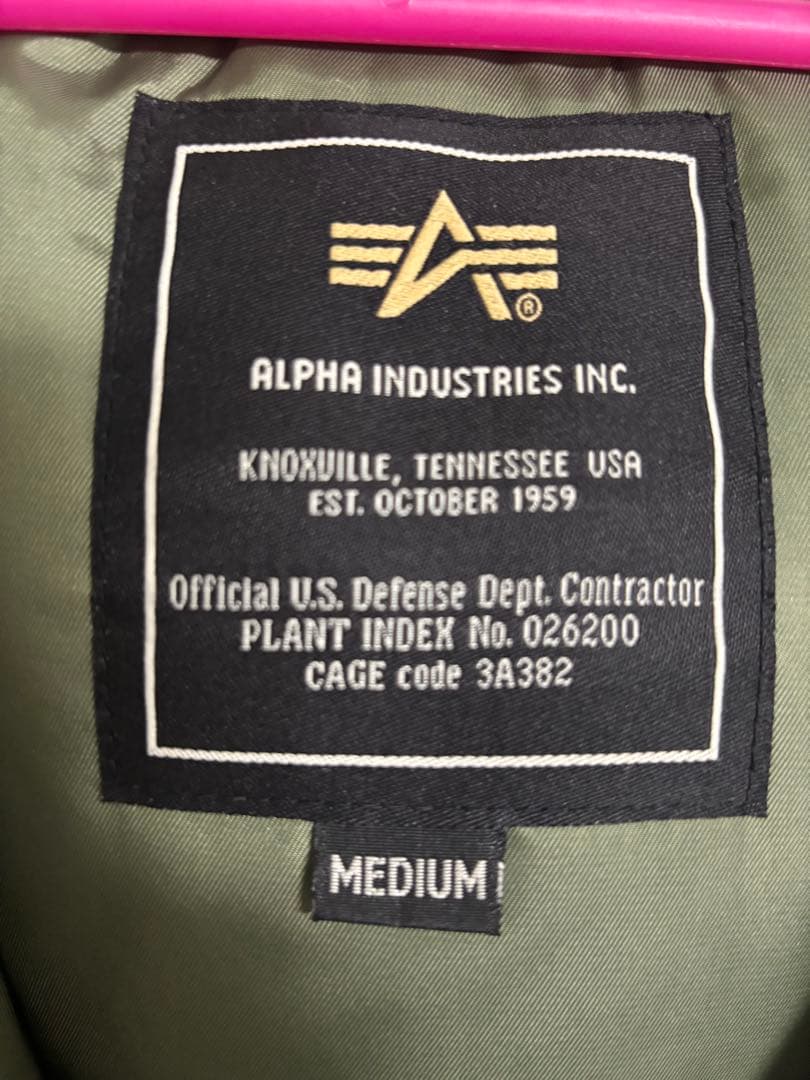 ®
ALPHA INDUSTRIES INC.
KNOXVILLE, TENNESSEE USA
EST. OCTOBER 1959
Official U.S. Defense Dept. Contractor
PLANT INDEX No. 026200
CAGE code 3A382
MEDIUM